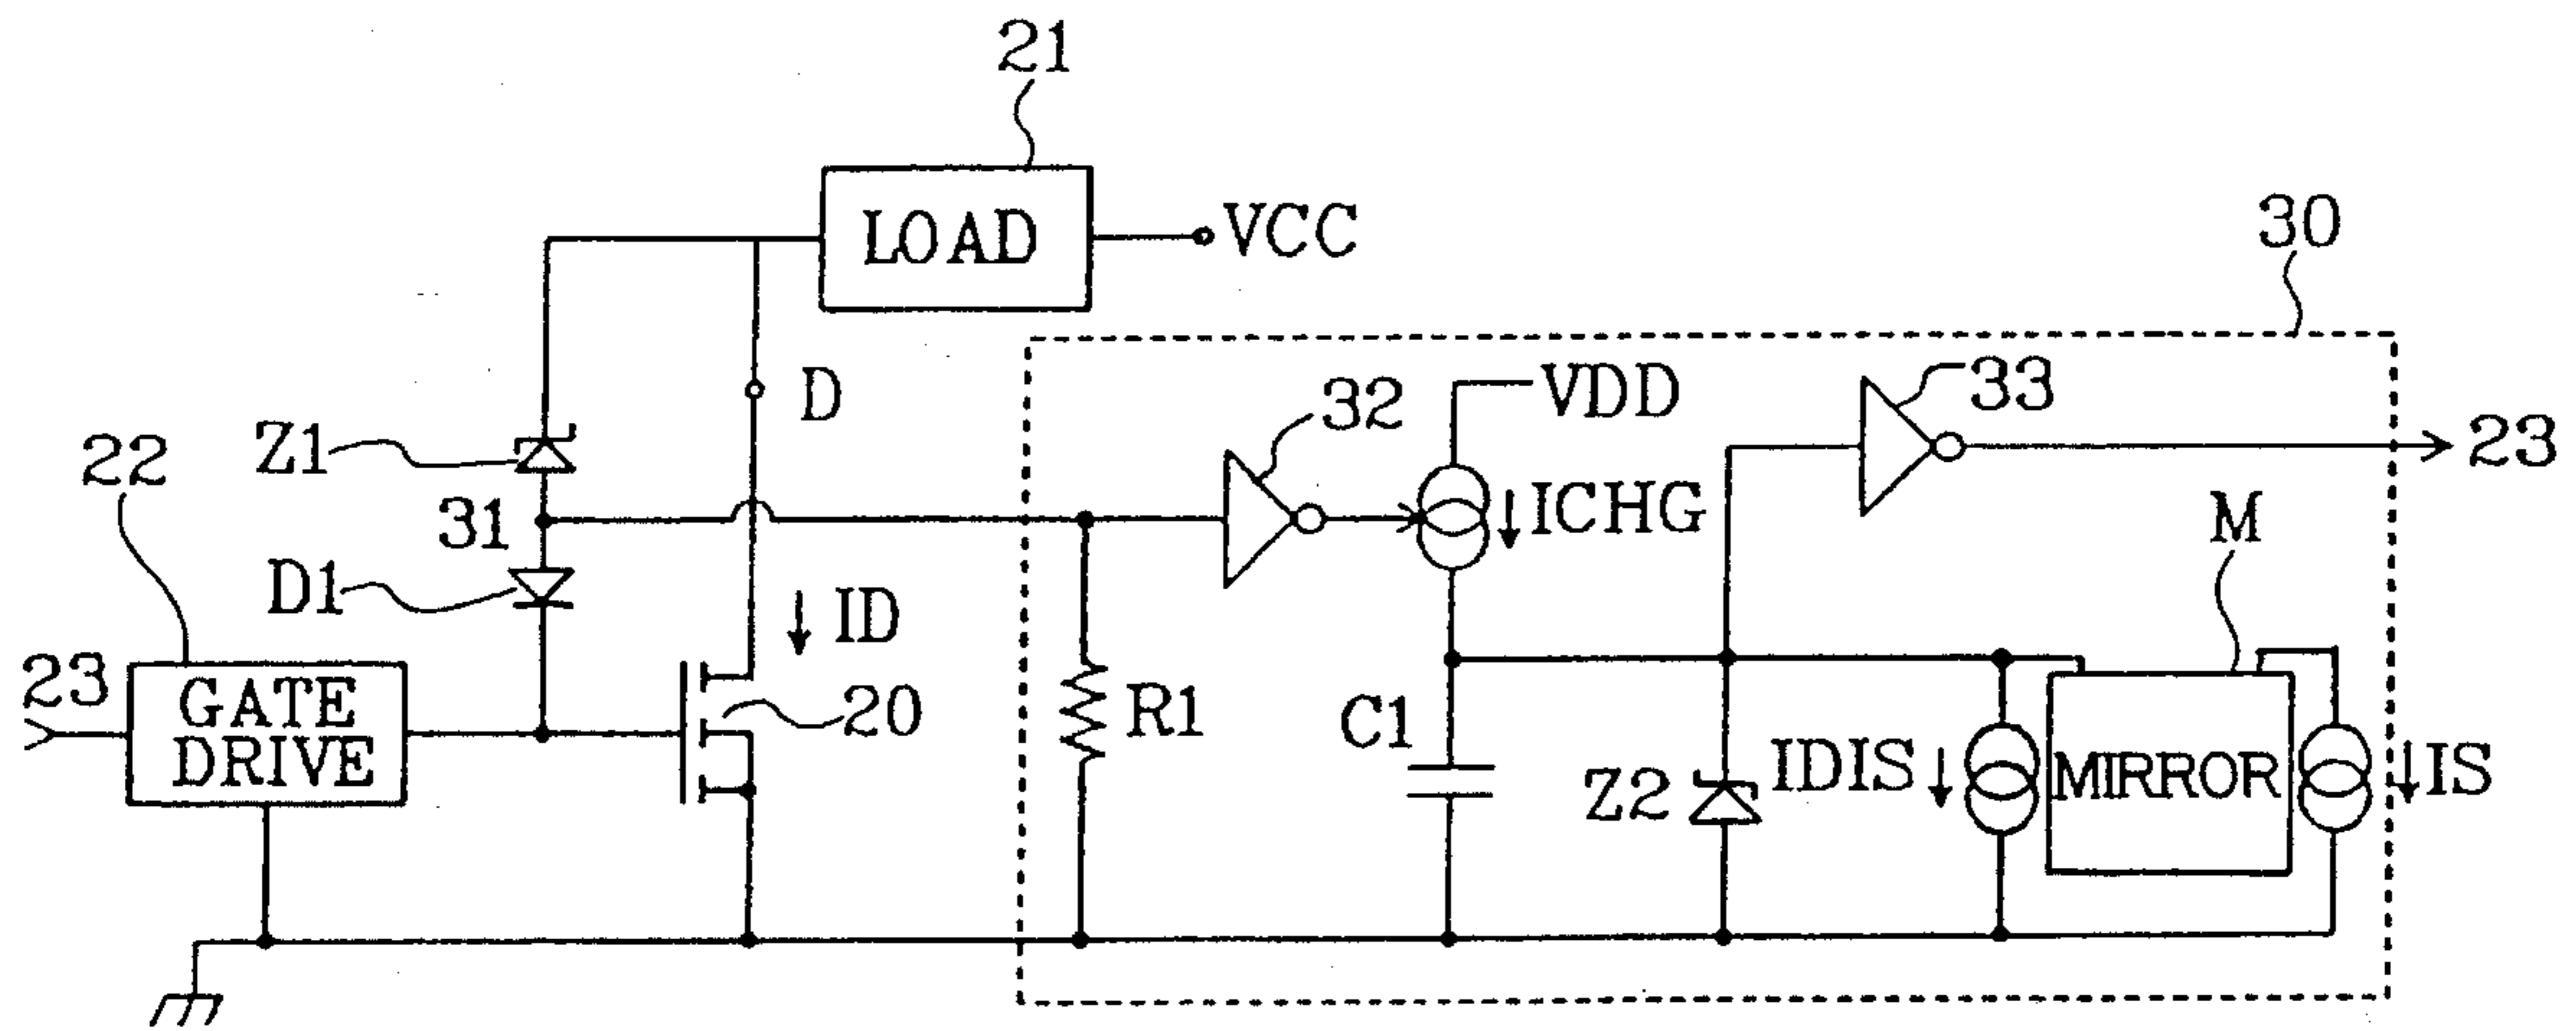 21
LOAD
VCC
30
D
VDD
32
33
23
Z1
22
31
ICHG
M
D1
ID
23
GATE
DRIVE
20
R1
C1
Z2
IDIS
MIRROR
IS